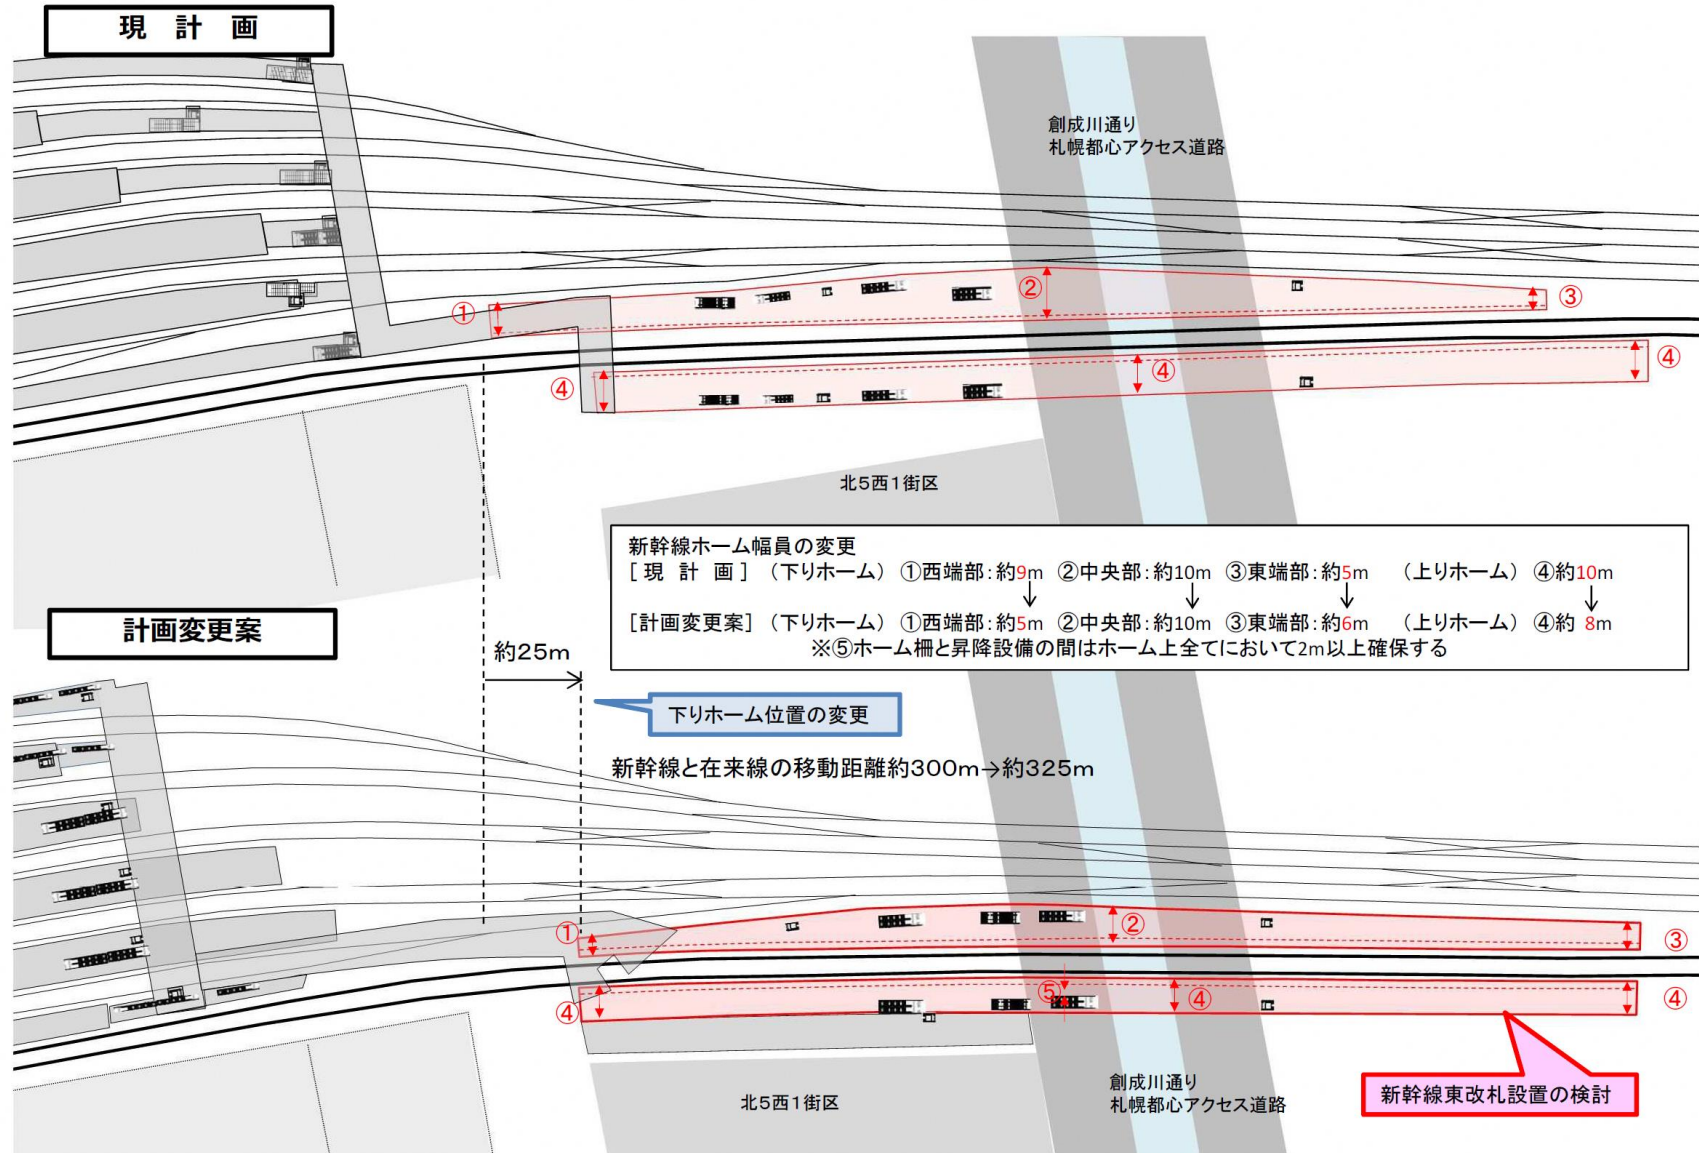 現 計 画
創成川通り
札幌都心アクセス道路
①
②
③
④
④
④
北5西1街区
新幹線ホーム幅員の変更
[ 現 計 画 ] (下りホーム) ①西端部:約9m ②中央部:約10m ③東端部:約5m (上りホーム) ④約10m
↓ ↓ ↓ ↓
[計画変更案] (下りホーム) ①西端部:約5m ②中央部:約10m ③東端部:約6m (上りホーム) ④約 8m
※⑤ホーム柵と昇降設備の間はホーム上全てにおいて2m以上確保する
計画変更案
約25m
下りホーム位置の変更
新幹線と在来線の移動距離約300m→約325m
①
②
③
④
⑤
④
④
新幹線東改札設置の検討
北5西1街区
創成川通り
札幌都心アクセス道路